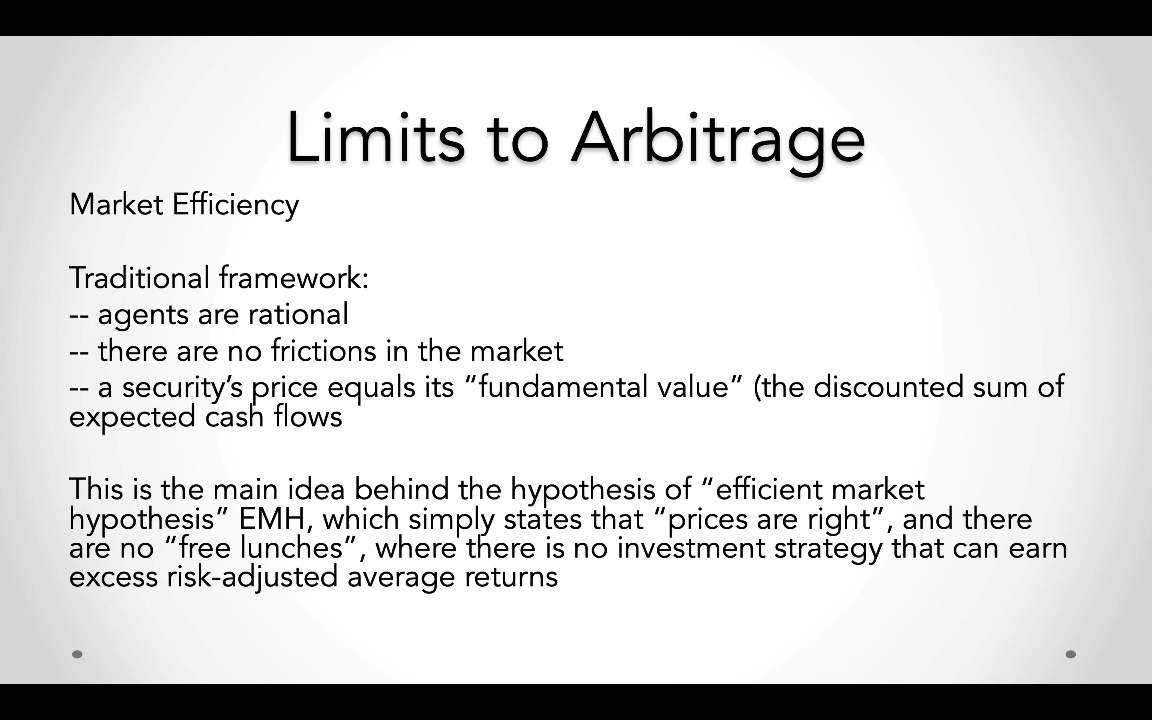 Limits to Arbitrage
Market Efficiency
Traditional framework:
-- agents are rational
-- there are no frictions in the market
-- a security’s price equals its “fundamental value” (the discounted sum of
expected cash flows
This is the main idea behind the hypothesis of “efficient market
hypothesis” EMH, which simply states that “prices are right”, and there
are no “free lunches”, where there is no investment strategy that can earn
excess risk-adjusted average returns